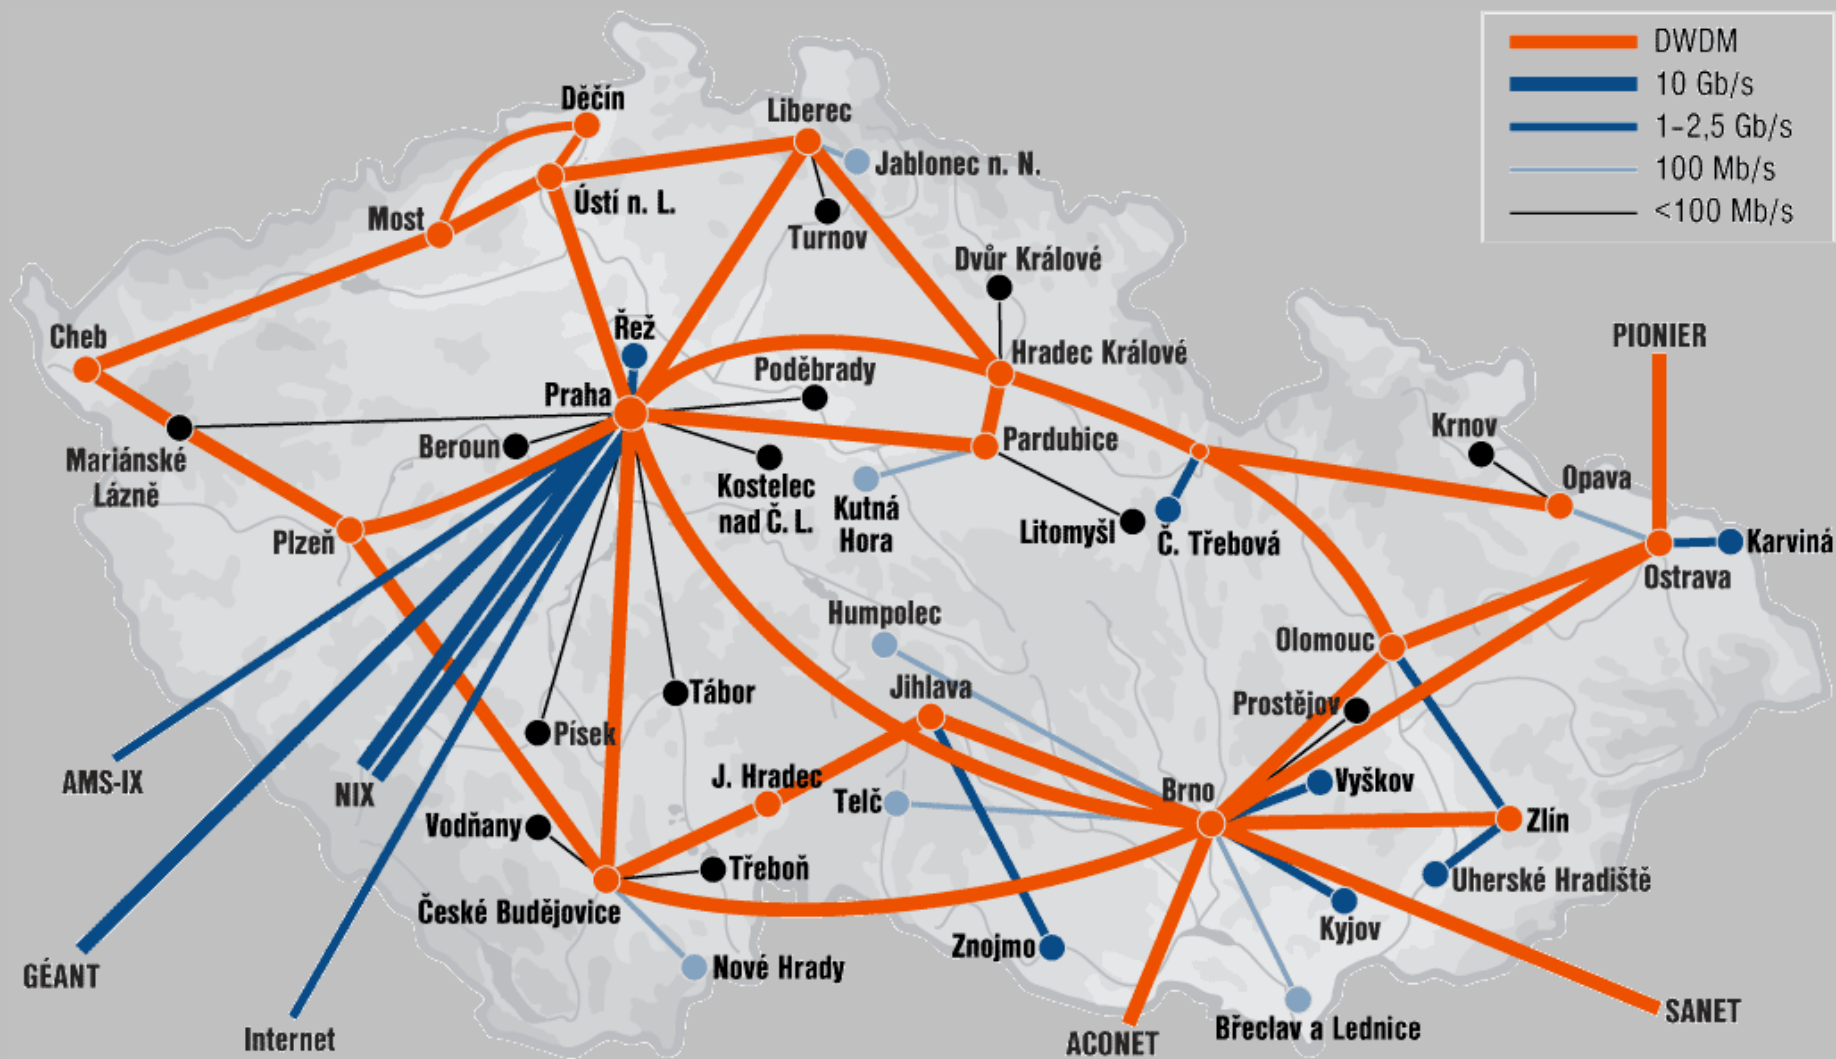 DWDM
10 Gb/s
1-2,5 Gb/s
100 Mb/s
<100 Mb/s
Děčín
Liberec
Jablonec n. N.
Ústí n. L.
Most
Turnov
Dvůr Králové
Cheb
Řež
PIONIER
Hradec Králové
Poděbrady
Praha
Krnov
Beroun
Pardubice
Mariánské
Lázně
Opava
Kostelec
nad Č. L.
Kutná
Hora
Litomyšl
Č. Třebová
Plzeň
Karviná
Ostrava
Humpolec
Olomouc
Jihlava
Tábor
Prostějov
Písek
AMS-IX
NIX
J. Hradec
Telč
Brno
Vyškov
Vodňany
Zlín
Třeboň
Uherské Hradiště
České Budějovice
Kyjov
Znojmo
Nové Hrady
GÉANT
SANET
Internet
ACONET
Břeclav a Lednice